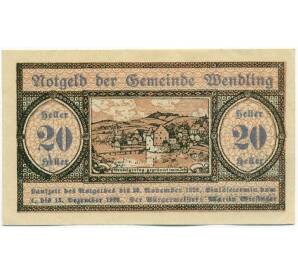 Notgeld der Gemeinde Wendling
Heller Heller
20 20
Heller Heller
Laufzeit des Notgeldes bis 30. November 1920. Einlösetermin vom
1. bis 15. Dezember 1920. Der Bürgermeister: Martin